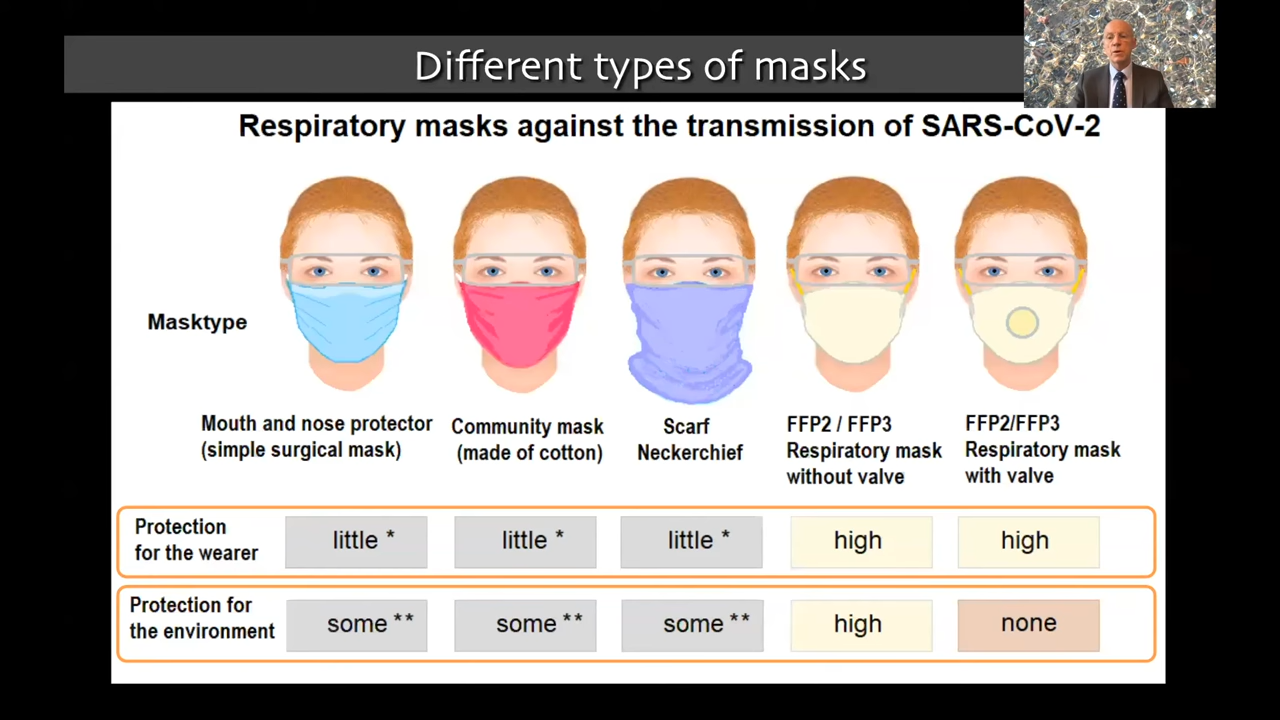 Different types of masks
Respiratory masks against the transmission of SARS-CoV-2
Masktype
Mouth and nose protector
(simple surgical mask)
Community mask
(made of cotton)
Scarf
Neckerchief
FFP2 / FFP3
Respiratory mask
without valve
FFP2/FFP3
Respiratory mask
with valve
Protection
for the wearer
little *
little *
little *
high
high
Protection for
the environment
some **
some **
some **
high
none